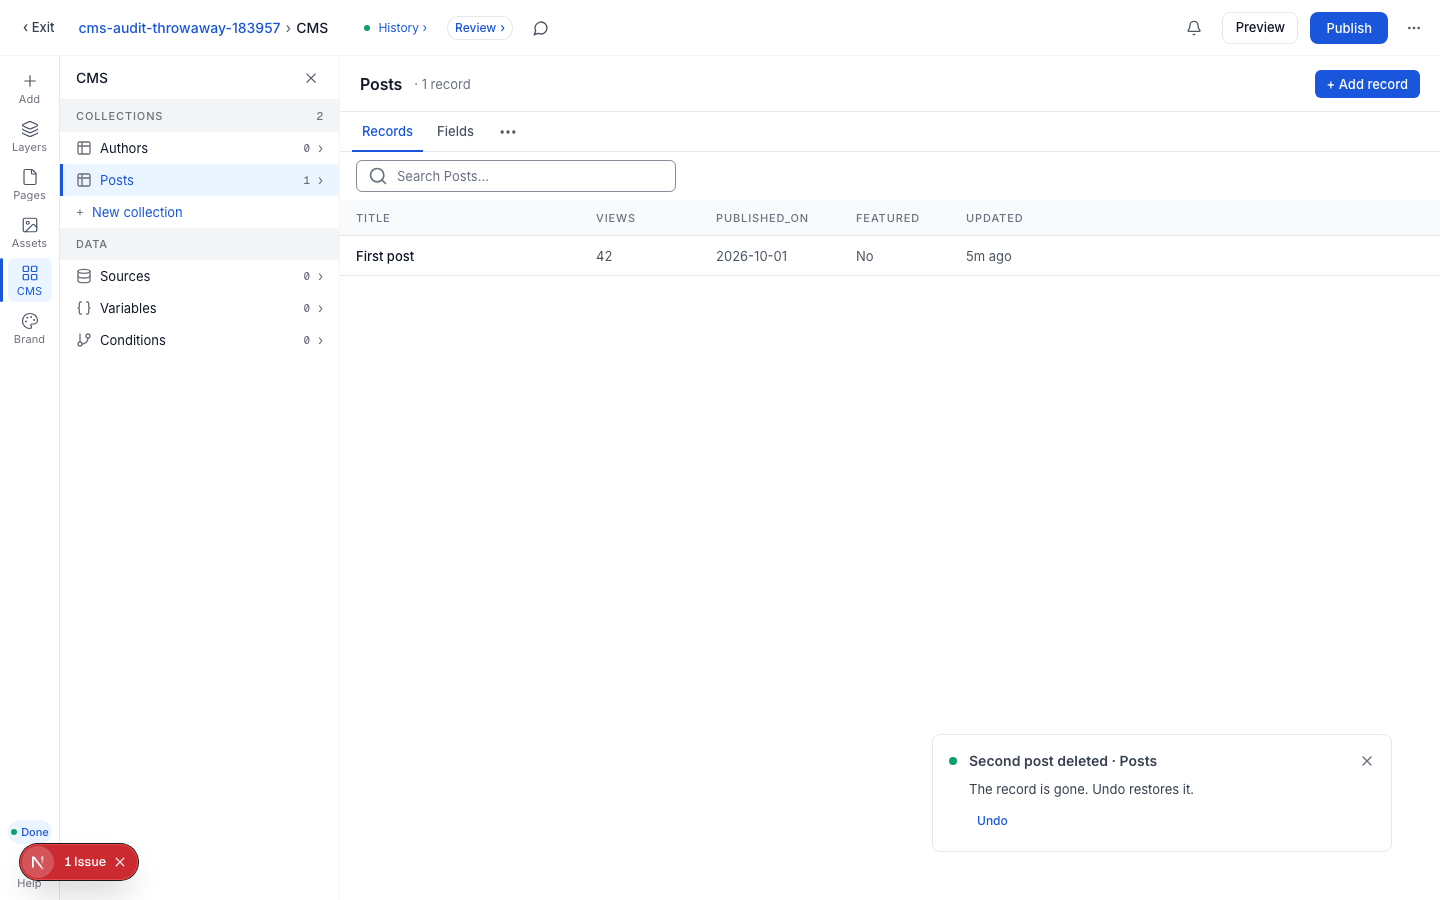 ‹ Exit
cms-audit-throwaway-183957 › CMS
History ›
Review ›
Preview
Publish
Add
Layers
Pages
Assets
CMS
Brand
Done
N
1 Issue
Help
CMS
COLLECTIONS 2
Authors 0 ›
Posts 1 ›
+ New collection
DATA
Sources 0 ›
Variables 0 ›
Conditions 0 ›
Posts · 1 record
+ Add record
Records Fields
Search Posts...
TITLE VIEWS PUBLISHED_ON FEATURED UPDATED
First post 42 2026-10-01 No 5m ago
Second post deleted · Posts
The record is gone. Undo restores it.
Undo